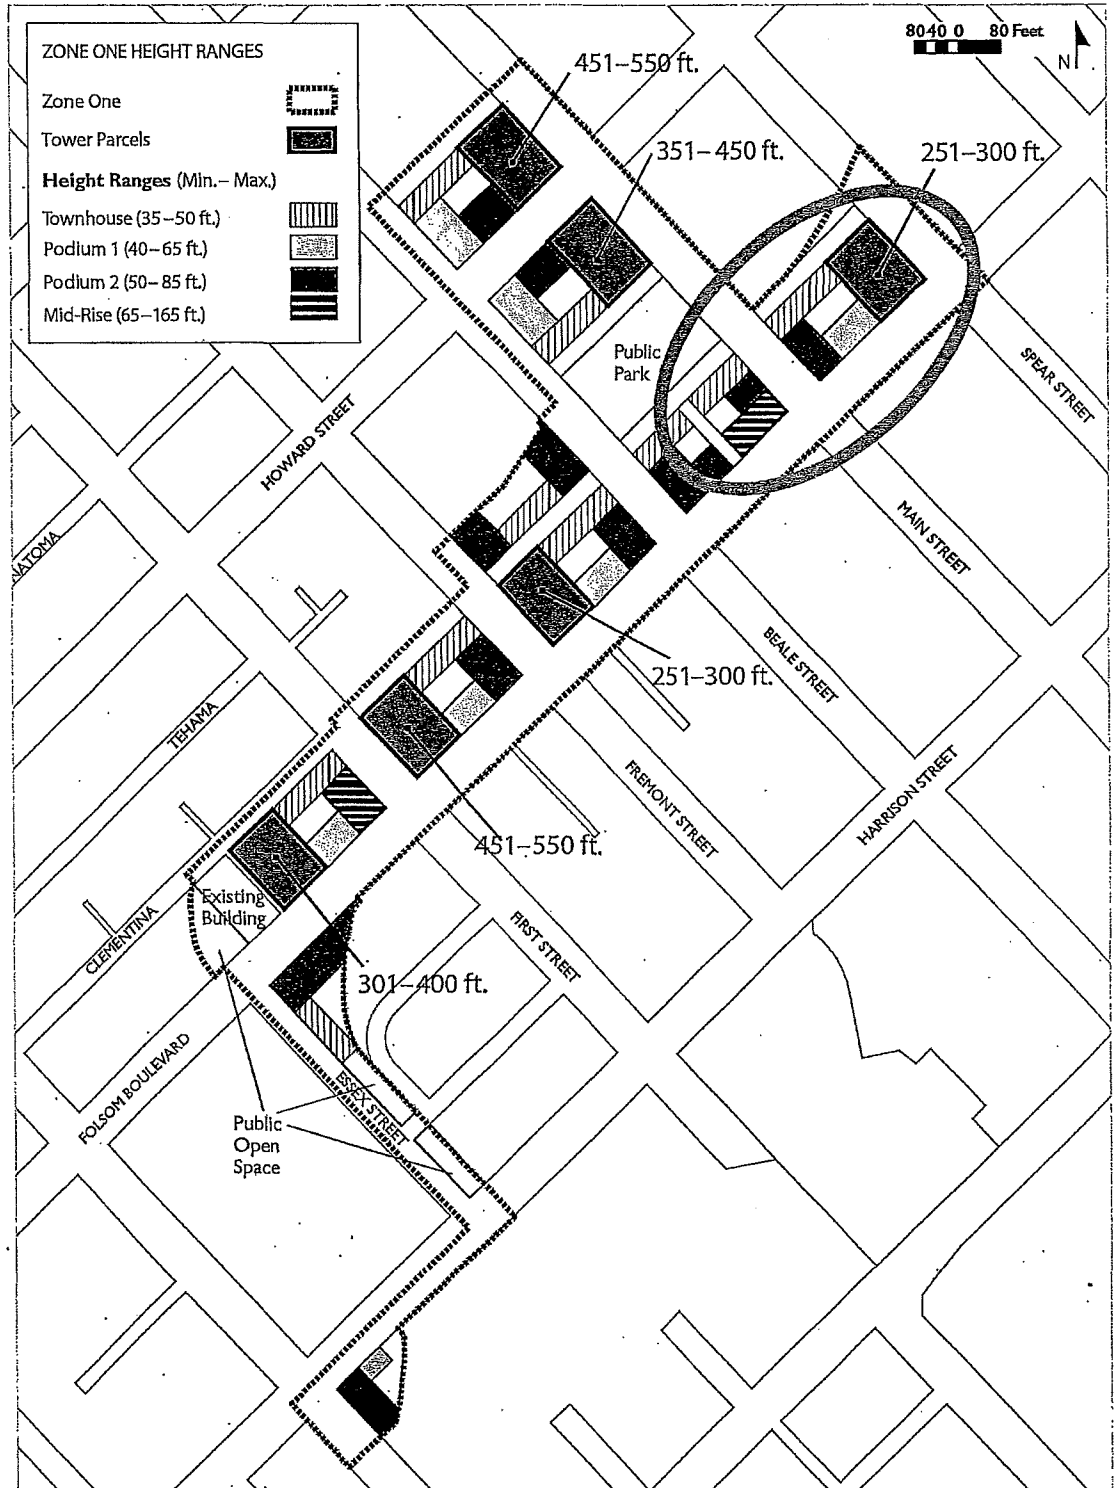 ZONE ONE HEIGHT RANGES
Zone One
Tower Parcels
Height Ranges (Min.–Max.)
Townhouse (35–50 ft.)
Podium 1 (40–65 ft.)
Podium 2 (50–85 ft.)
Mid-Rise (65–165 ft.)
8040 0 80 Feet
N
451–550 ft.
351–450 ft.
251–300 ft.
Public
Park
SPEAR STREET
HOWARD STREET
MAIN STREET
NATOMA
BEALE STREET
251–300 ft.
TEHAMA
FREMONT STREET
HARRISON STREET
451–550 ft.
Existing
Building
CLEMENTINA
FIRST STREET
301–400 ft.
FOLSOM BOULEVARD
ESSEX STREET
Public
Open
Space